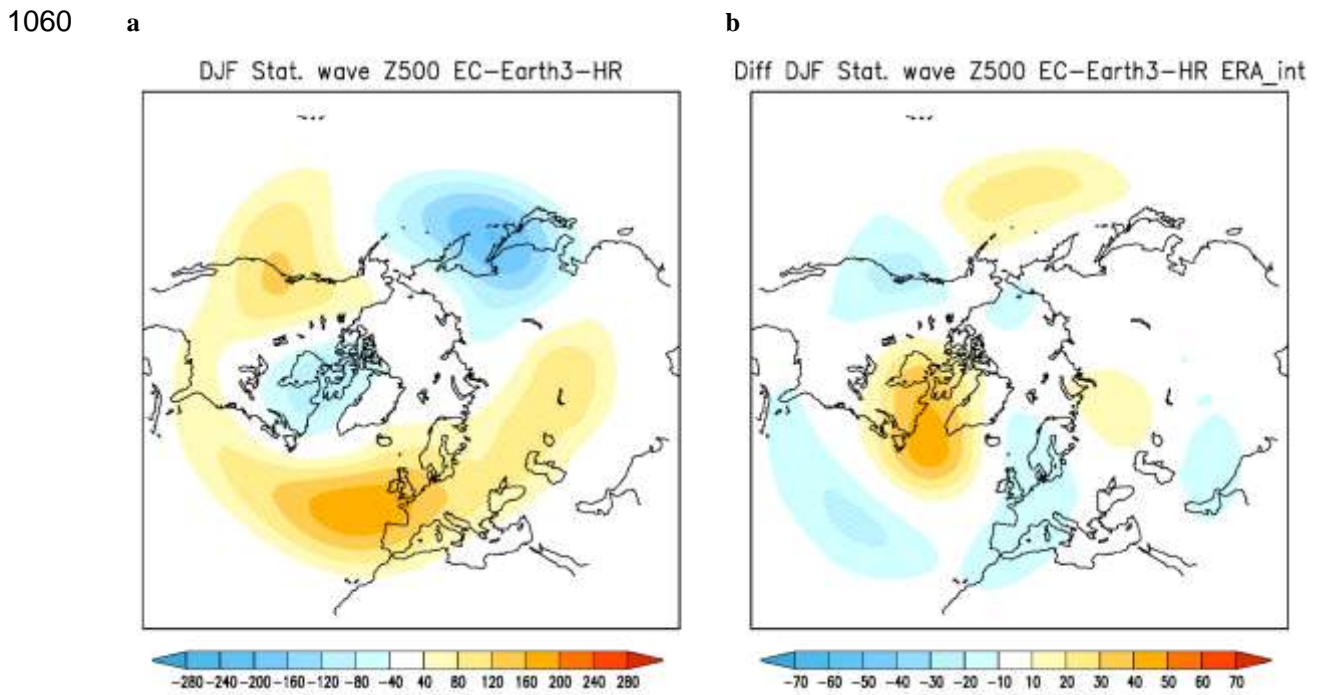 1060
a b
DJF Stat. wave Z500 EC-Earth3-HR
Diff DJF Stat. wave Z500 EC-Earth3-HR ERA_int
-280 -240 -200 -160 -120 -80 -40 40 80 120 160 200 240 280
-70 -60 -50 -40 -30 -20 -10 10 20 30 40 50 60 70